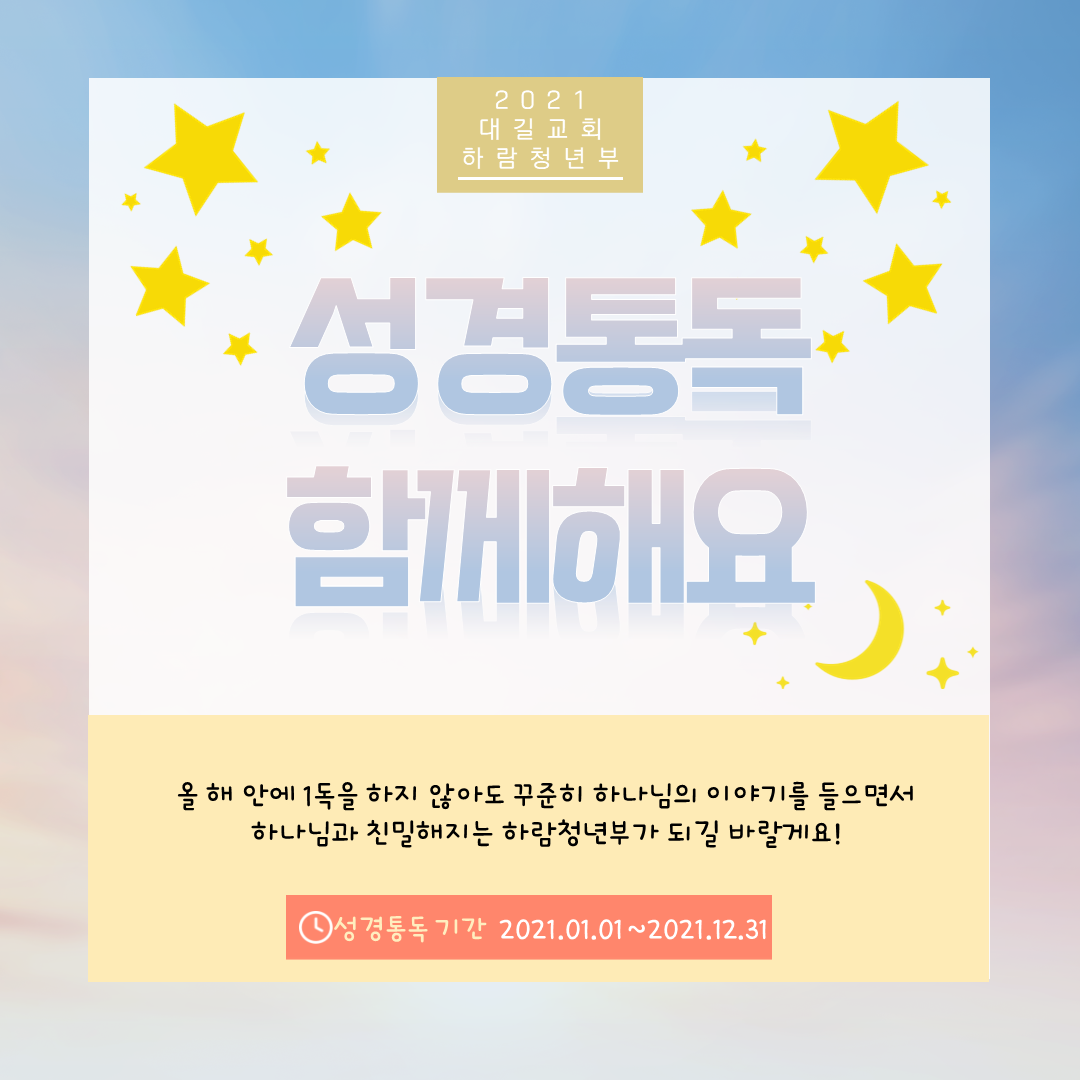 2021
대길교회
하람청년부
성경통독
함께해요
올 해 안에 1독을 하지 않아도 꾸준히 하나님의 이야기를 들으면서
하나님과 친밀해지는 하람청년부가 되길 바랄게요!
성경통독 기간 2021.01.01~2021.12.31